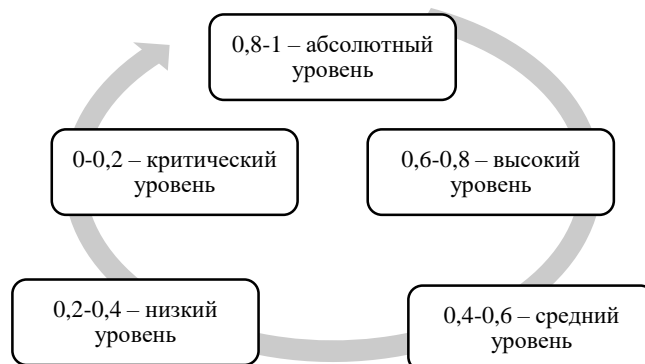 0,8-1 – абсолютный
уровень
0,6-0,8 – высокий
уровень
0,4-0,6 – средний
уровень
0,2-0,4 – низкий
уровень
0-0,2 – критический
уровень